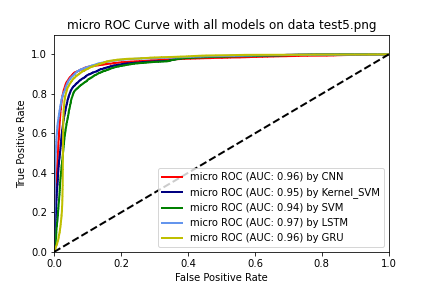 micro ROC Curve with all models on data test5.png
True Positive Rate
1.0
0.8
0.6
0.4
0.2
0.0
micro ROC (AUC: 0.96) by CNN
micro ROC (AUC: 0.95) by Kernel_SVM
micro ROC (AUC: 0.94) by SVM
micro ROC (AUC: 0.97) by LSTM
micro ROC (AUC: 0.96) by GRU
0.0 0.2 0.4 0.6 0.8 1.0
False Positive Rate